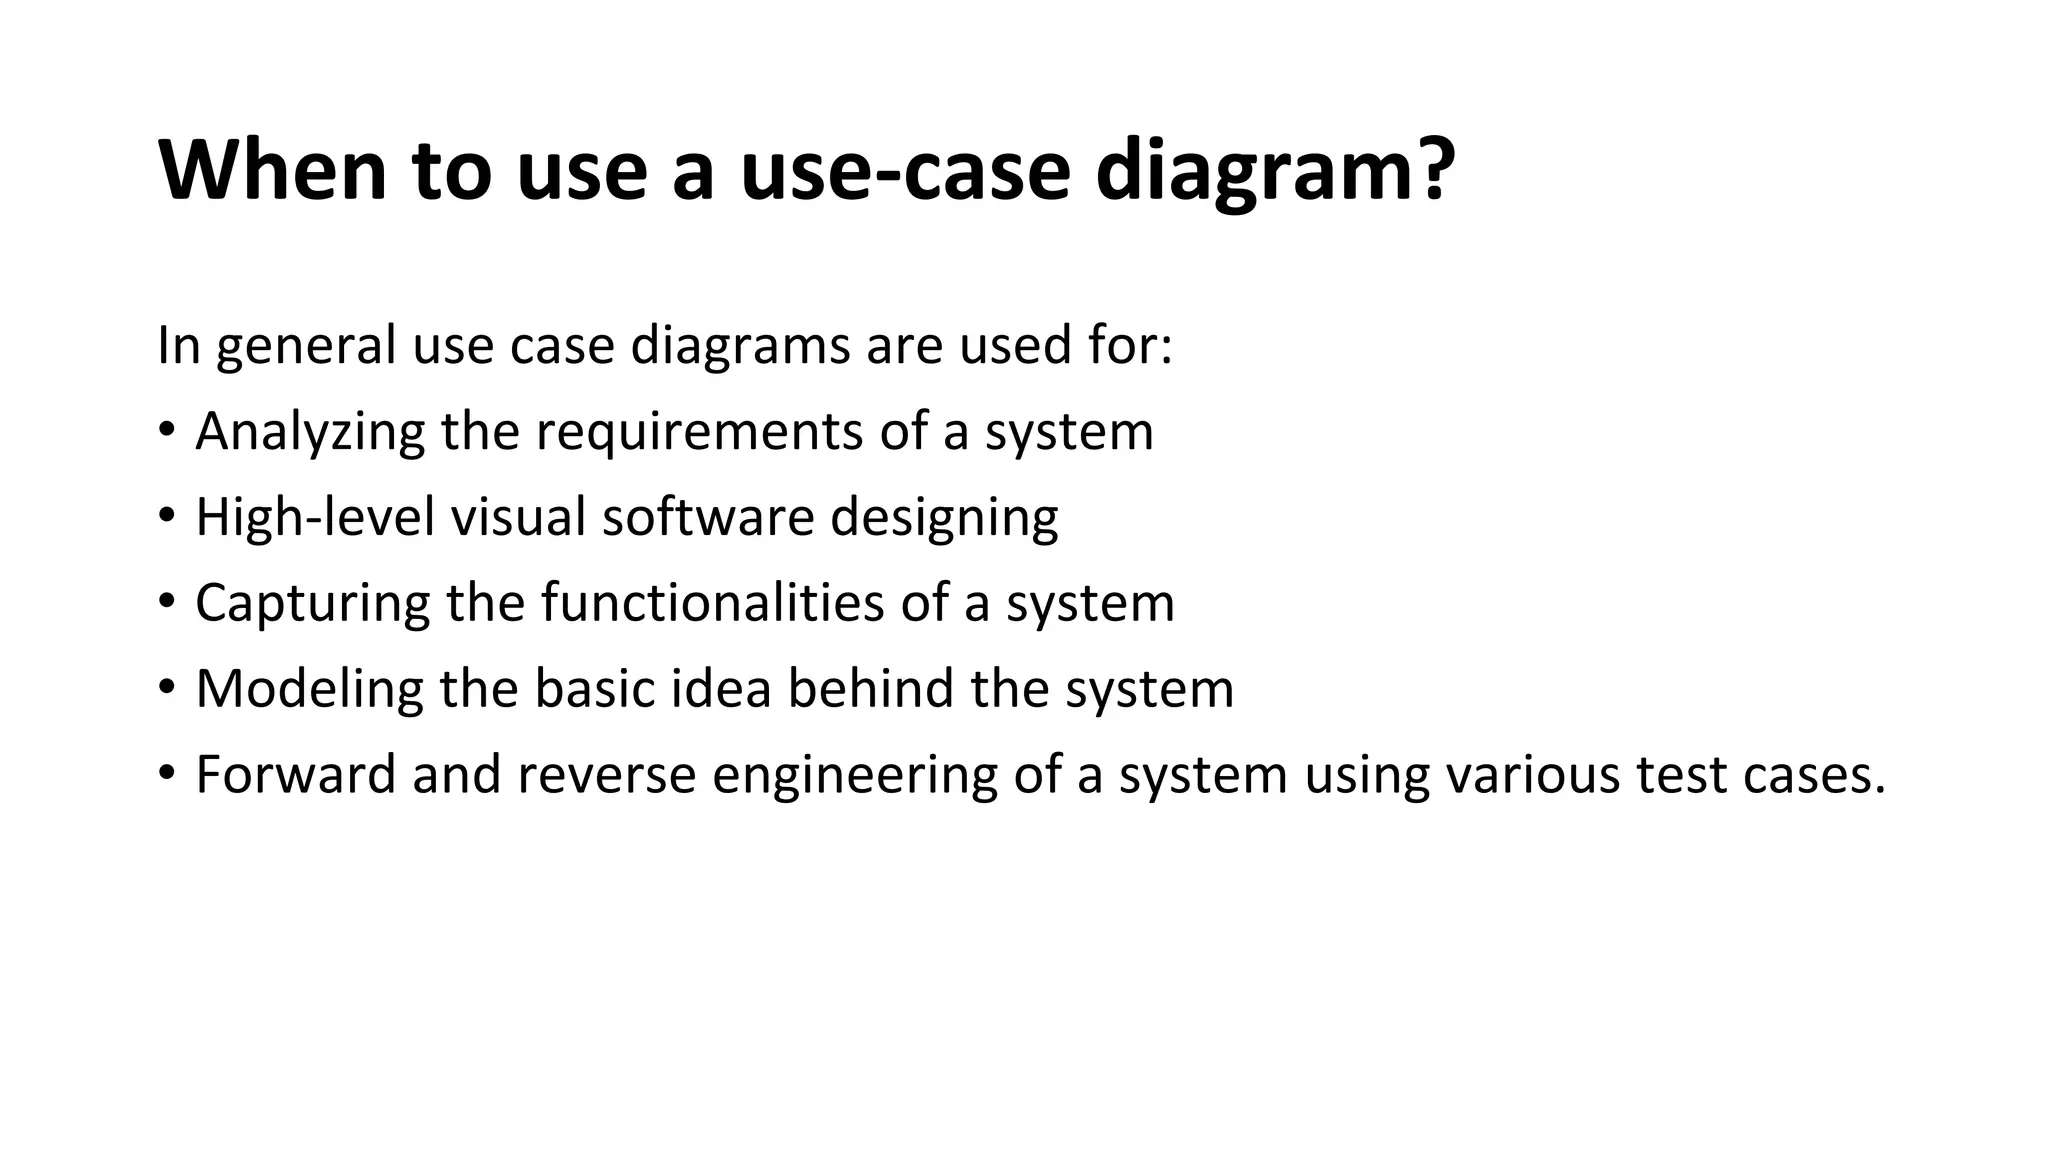 When to use a use-case diagram?
In general use case diagrams are used for:
• Analyzing the requirements of a system
• High-level visual software designing
• Capturing the functionalities of a system
• Modeling the basic idea behind the system
• Forward and reverse engineering of a system using various test cases.